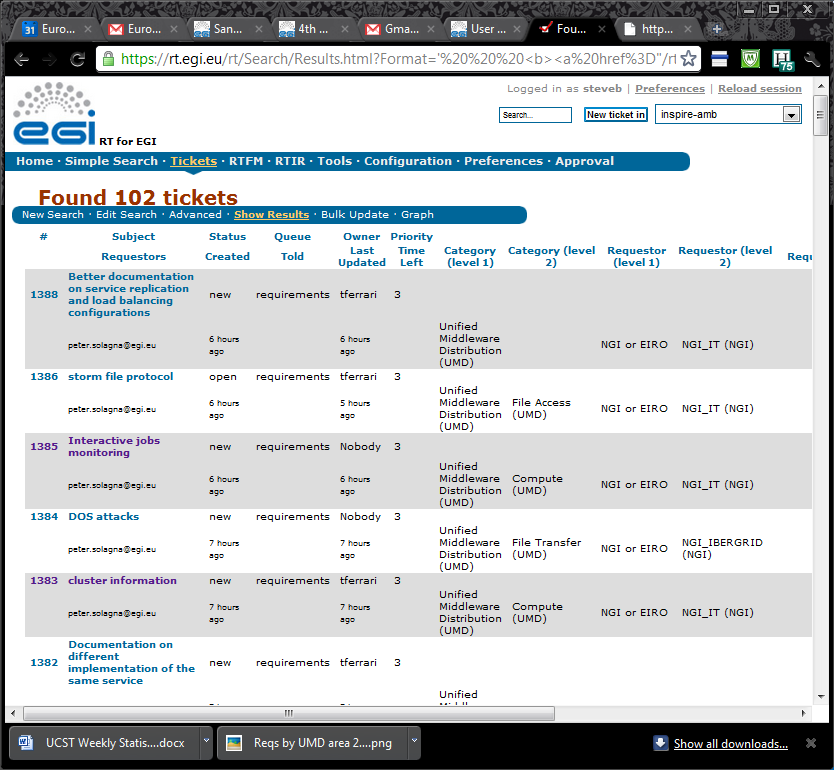 31 Euro...
Euro...
San...
4th ...
Gma...
User ...
Fou...
http...
https://rt.egi.eu/rt/Search/Results.html?Format='%20%20%20<b><a%20href%3D"/rt
75
Logged in as steveb | Preferences | Reload session
egi RT for EGI
Search... New ticket in inspire-amb
Home · Simple Search · Tickets · RTFM · RTIR · Tools · Configuration · Preferences · Approval
Found 102 tickets
New Search · Edit Search · Advanced · Show Results · Bulk Update · Graph
# Subject Status Queue Owner Priority
Requestors Created Told Last Updated Time Left Category (level 1) Category (level 2) Requestor (level 1) Requestor (level 2) Requ
1388 Better documentation on service replication and load balancing configurations new requirements tferrari 3
peter.solagna@egi.eu 6 hours ago 6 hours ago Unified Middleware Distribution (UMD) NGI or EIRO NGI_IT (NGI)
1386 storm file protocol open requirements tferrari 3
peter.solagna@egi.eu 6 hours ago 5 hours ago Unified Middleware Distribution (UMD) File Access (UMD) NGI or EIRO NGI_IT (NGI)
1385 Interactive jobs monitoring new requirements Nobody 3
peter.solagna@egi.eu 6 hours ago 6 hours ago Unified Middleware Distribution (UMD) Compute (UMD) NGI or EIRO NGI_IT (NGI)
1384 DOS attacks new requirements Nobody 3
peter.solagna@egi.eu 7 hours ago 7 hours ago Unified Middleware Distribution (UMD) File Transfer (UMD) NGI or EIRO NGI_IBERGRID (NGI)
1383 cluster information new requirements tferrari 3
peter.solagna@egi.eu 7 hours ago 7 hours ago Unified Middleware Distribution (UMD) Compute (UMD) NGI or EIRO NGI_IT (NGI)
1382 Documentation on different implementation of the same service new requirements tferrari 3
Unified
UCST Weekly Statis....docx
Reqs by UMD area 2....png
Show all downloads...